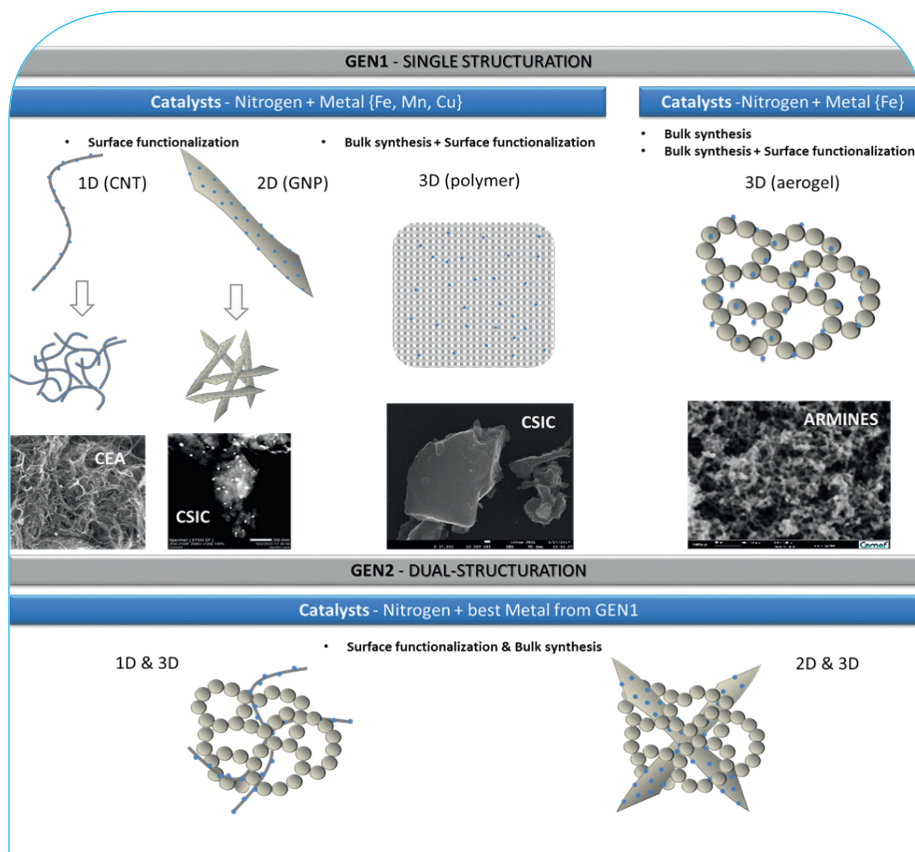 GEN1 - SINGLE STRUCTURATION
Catalysts - Nitrogen + Metal {Fe, Mn, Cu}
Catalysts -Nitrogen + Metal {Fe}
• Surface functionalization
• Bulk synthesis + Surface functionalization
• Bulk synthesis
• Bulk synthesis + Surface functionalization
1D (CNT)
2D (GNP)
3D (polymer)
3D (aerogel)
CEA
CSIC
CSIC
ARMINES
GEN2 - DUAL-STRUCTURATION
Catalysts - Nitrogen + best Metal from GEN1
• Surface functionalization & Bulk synthesis
1D & 3D
2D & 3D